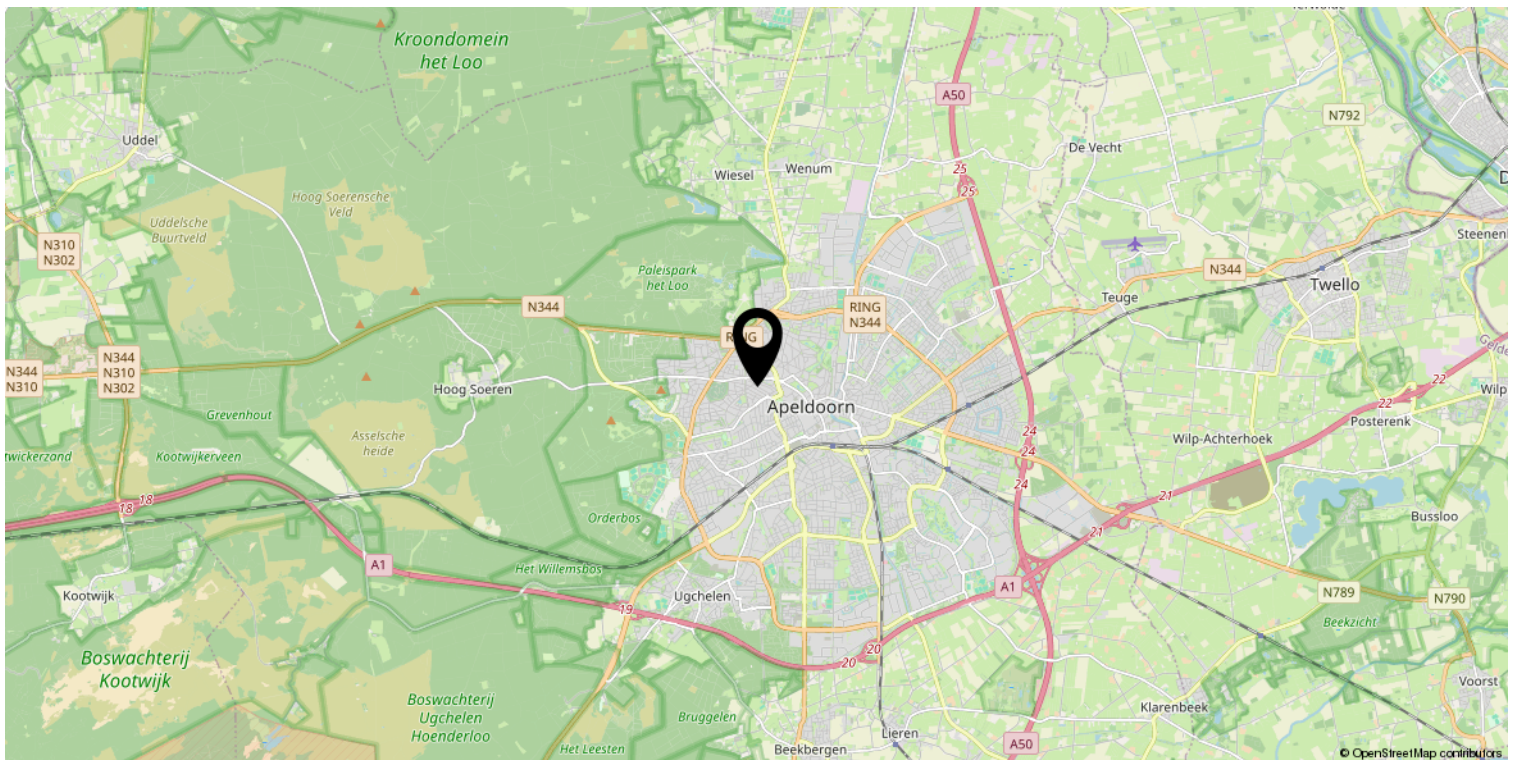 Kroondomein
het Loo
A50
N792
Uddel
De Vecht
Wiesel
Wenum
25
25
Hoog Soerensche
Veld
Uddelsche
Buurtveld
N310
N302
Steenen
Paleispark
het Loo
N344
Twello
Teuge
N344
RING
N344
RING
N344
N310
N344
N310
N302
Hoog Soeren
22
22
Wilp
Apeldoorn
Posterenk
Grevenhout
Asselsche
heide
24
24
24
Wilp-Achterhoek
twickerzand
Kootwijkerveen
18
18
21
21
Orderbos
Bussloo
A1
Het Willemsbos
Kootwijk
Ugchelen
19
A1
N789
N790
Beekzicht
Boswachterij
Kootwijk
20
20
Voorst
Boswachterij
Ugchelen
Hoenderloo
Bruggelen
Klarenbeek
Lieren
A50
Het Leesten
Beekbergen
© OpenStreetMap contributors